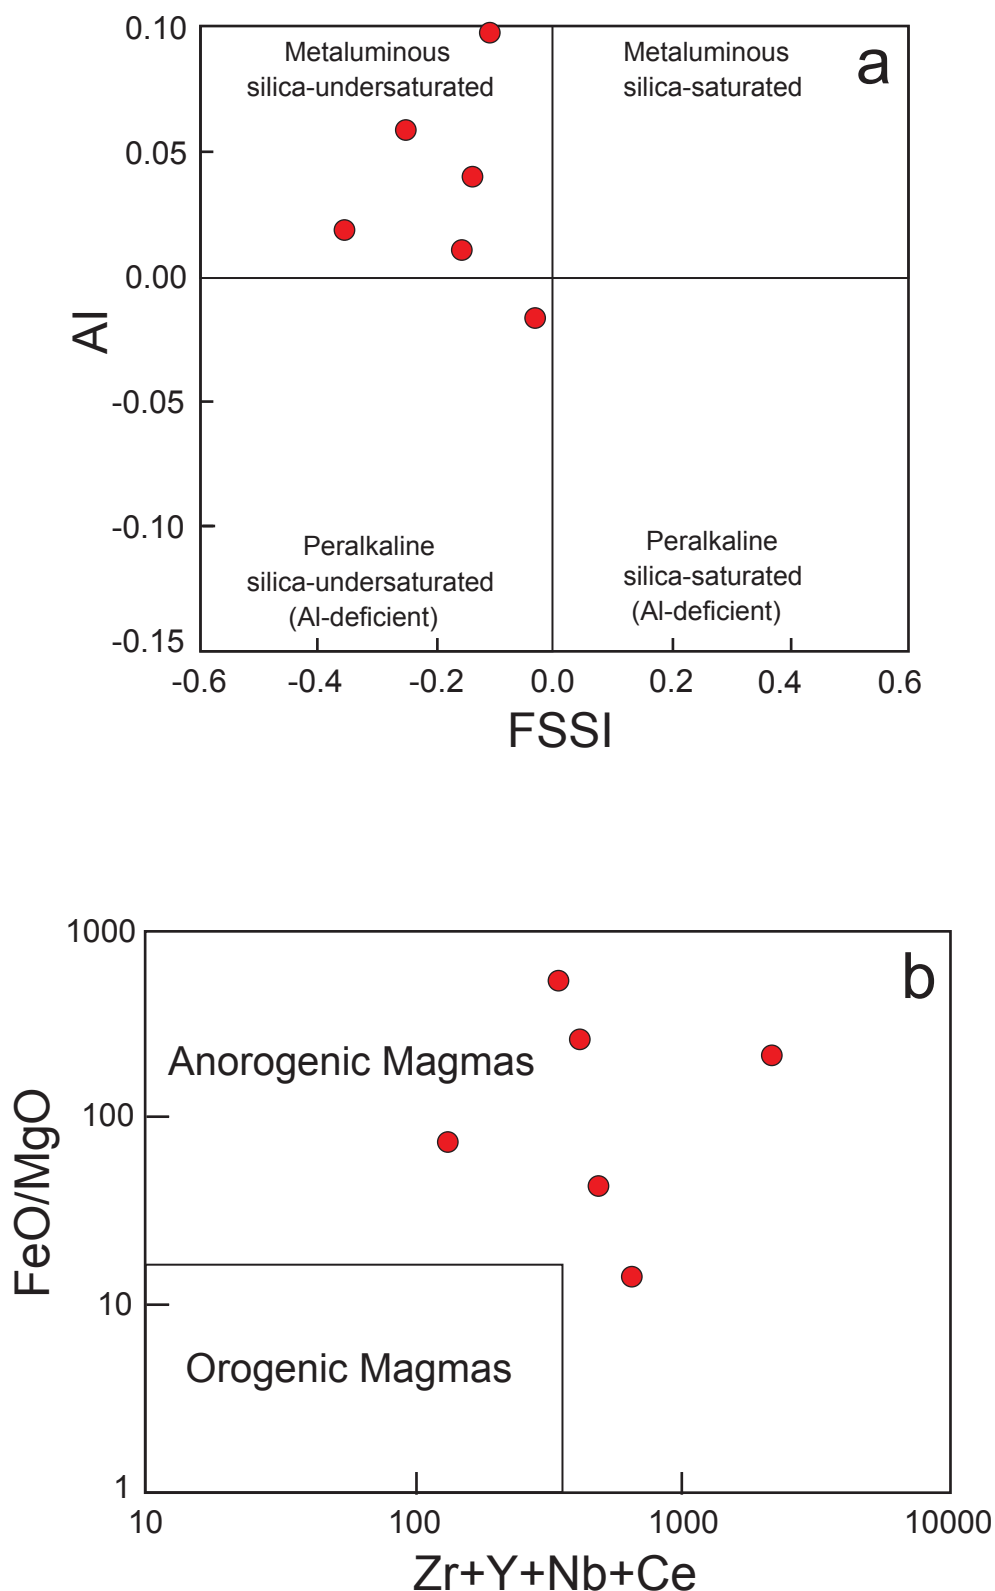 0.10
Metaluminous
silica-undersaturated
Metaluminous
silica-saturated
a
0.05
0.00
AI
-0.05
-0.10
Peralkaline
silica-undersaturated
(Al-deficient)
Peralkaline
silica-saturated
(Al-deficient)
-0.15
-0.6 -0.4 -0.2 0.0 0.2 0.4 0.6
FSSI
1000
b
Anorogenic Magmas
100
FeO/MgO
10
Orogenic Magmas
1
10 100 1000 10000
Zr+Y+Nb+Ce